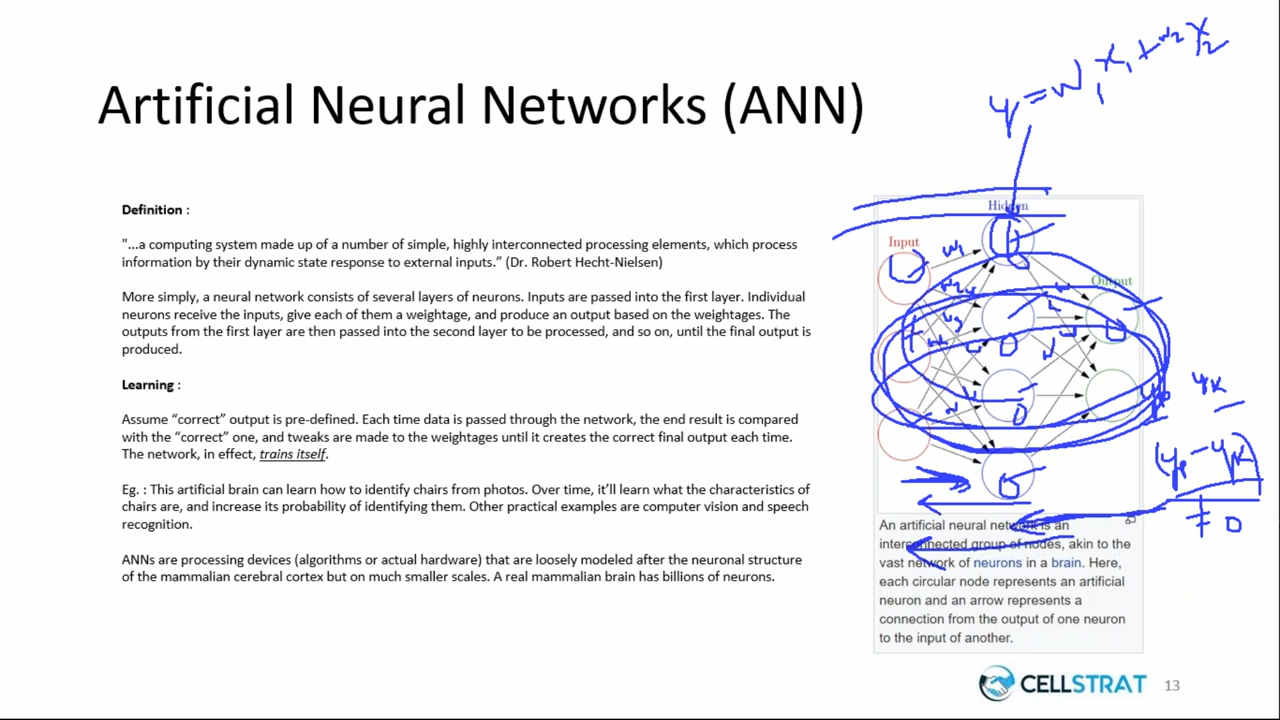 Artificial Neural Networks (ANN)
y = w1 x1 + w2 x2
Definition :
"...a computing system made up of a number of simple, highly interconnected processing elements, which process
information by their dynamic state response to external inputs." (Dr. Robert Hecht-Nielsen)
More simply, a neural network consists of several layers of neurons. Inputs are passed into the first layer. Individual
neurons receive the inputs, give each of them a weightage, and produce an output based on the weightages. The
outputs from the first layer are then passed into the second layer to be processed, and so on, until the final output is
produced.
Learning :
Assume “correct” output is pre-defined. Each time data is passed through the network, the end result is compared
with the “correct” one, and tweaks are made to the weightages until it creates the correct final output each time.
The network, in effect, trains itself.
Eg. : This artificial brain can learn how to identify chairs from photos. Over time, it’ll learn what the characteristics of
chairs are, and increase its probability of identifying them. Other practical examples are computer vision and speech
recognition.
ANNs are processing devices (algorithms or actual hardware) that are loosely modeled after the neuronal structure
of the mammalian cerebral cortex but on much smaller scales. A real mammalian brain has billions of neurons.
Hidden
Input
Output
w1
w2
w3
yp
yk
(yp - yk)
≠ 0
An artificial neural network is an
interconnected group of nodes, akin to the
vast network of neurons in a brain. Here,
each circular node represents an artificial
neuron and an arrow represents a
connection from the output of one neuron
to the input of another.
CELLSTRAT
13